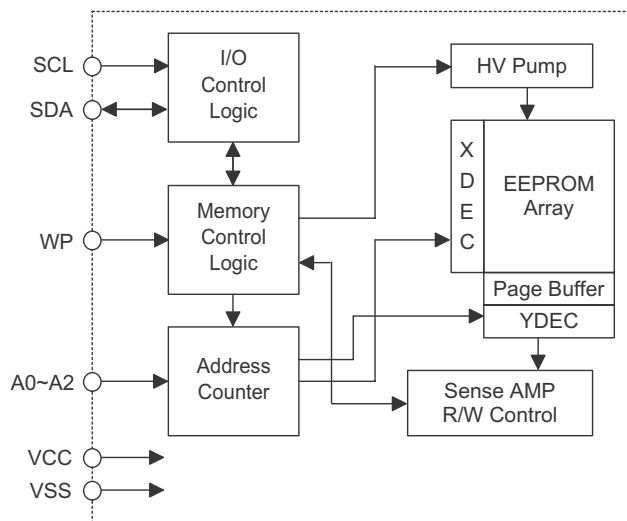 SCL
SDA
I/O
Control
Logic
HV Pump
X
D
E
C
EEPROM
Array
WP
Memory
Control
Logic
Page Buffer
YDEC
A0~A2
Address
Counter
Sense AMP
R/W Control
VCC
VSS